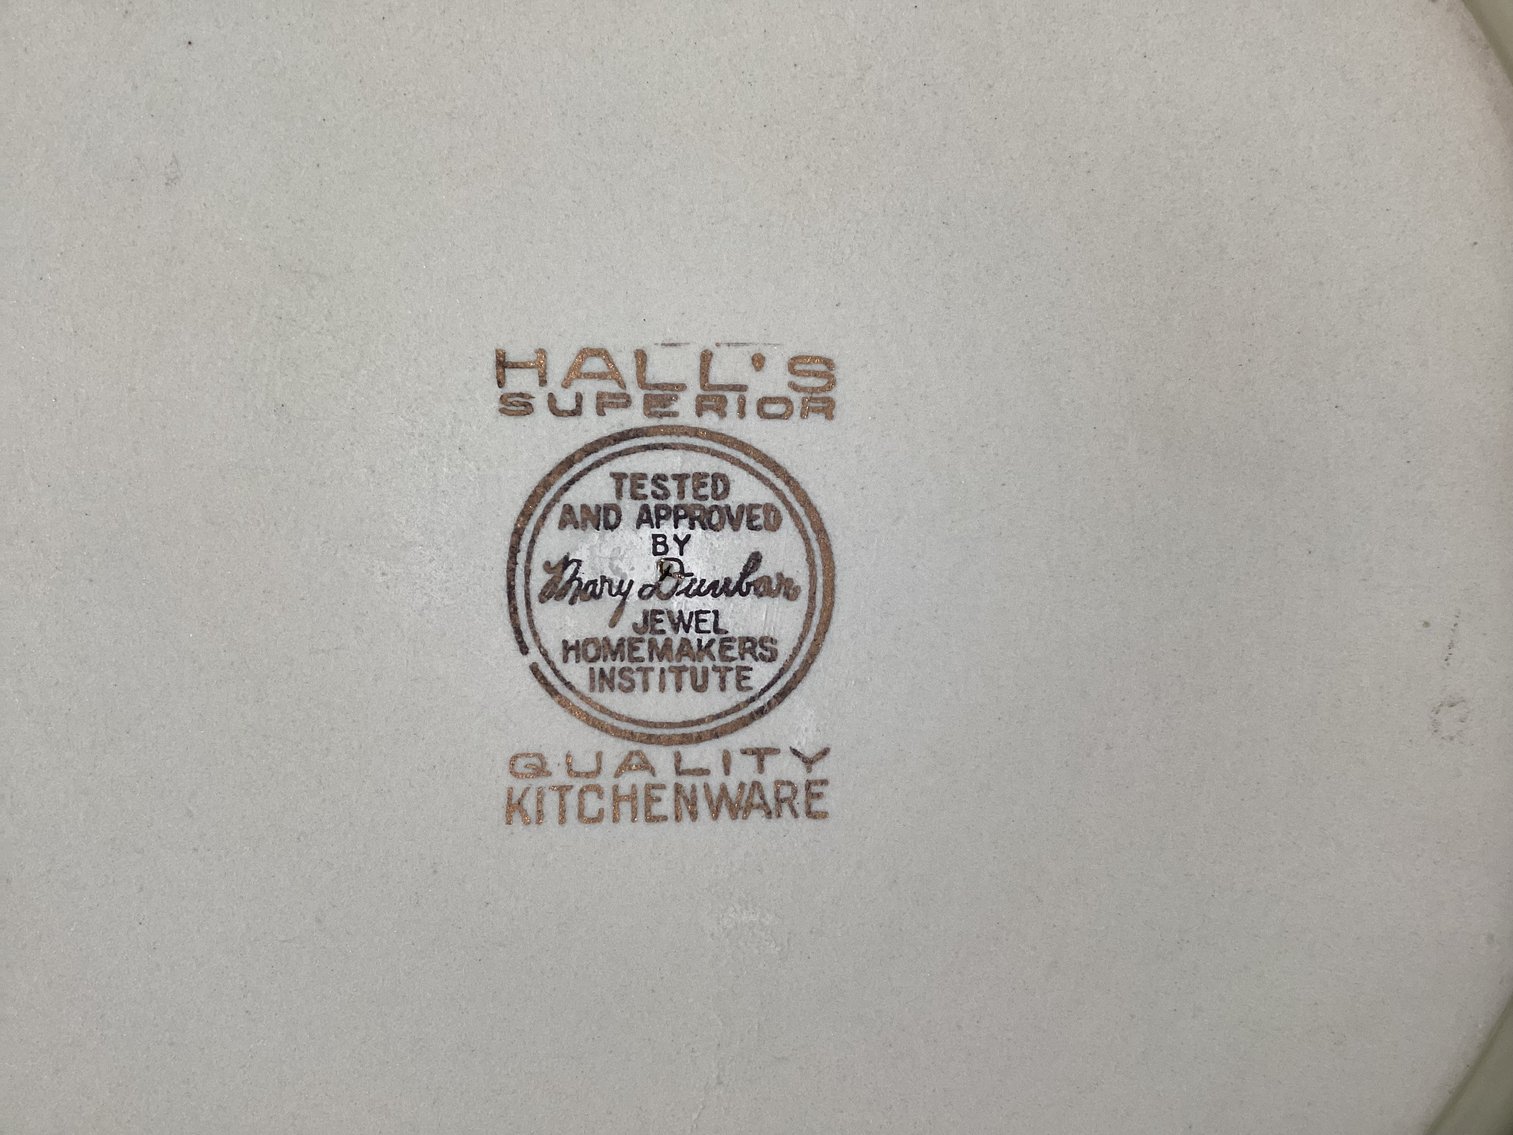 HALL'S
SUPERIOR
TESTED
AND APPROVED
BY
Mary Dunbar
JEWEL
HOMEMAKERS
INSTITUTE
QUALITY
KITCHENWARE